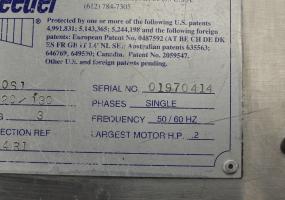 eeder
(612) 784-7305
Protected by one or more of the following U.S. patents
4,991,831; 5,143,365; 5,244,198 and the following foreign
patents: European Patent No. 0487592 (AT BE CH DE DK
ES FR GB IT LC NL SE), Australian patents 635563;
646769, 649530; Canadian Patent No. 2059547.
Other U.S. and foreign patents pending.
SERIAL NO. 01970414
PHASES SINGLE
3 FREQUENCY 50/60 HZ
ECTION REF LARGEST MOTOR H.P. .2